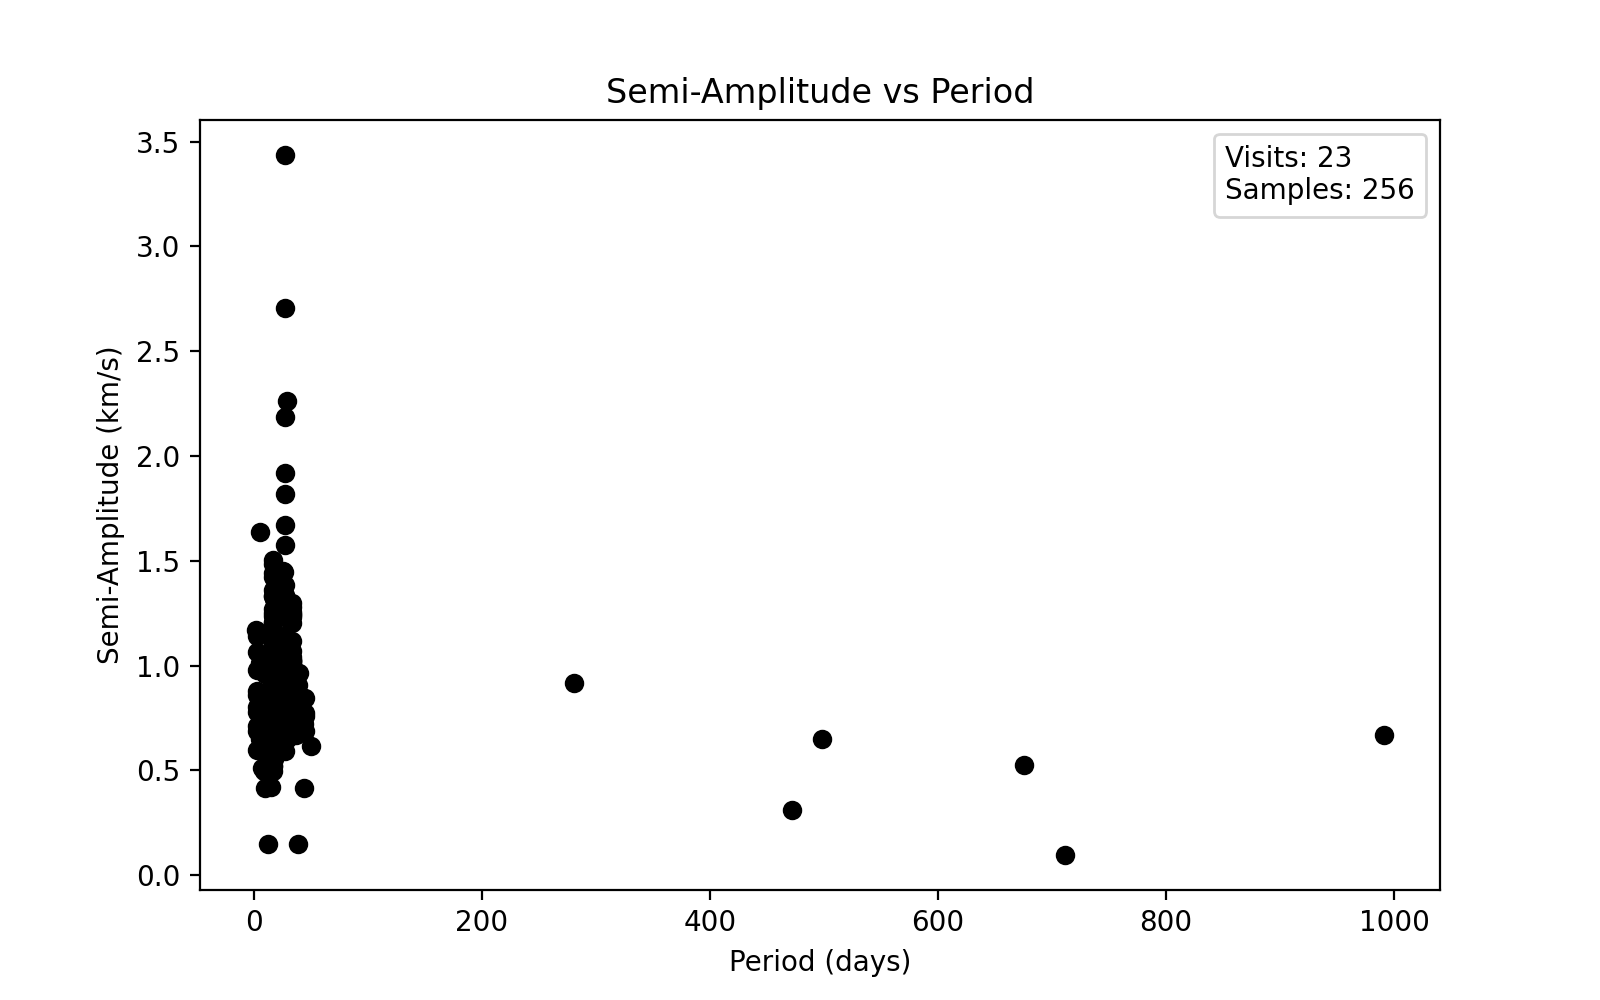 Semi-Amplitude vs Period
Visits: 23
Samples: 256
Semi-Amplitude (km/s)
3.5
3.0
2.5
2.0
1.5
1.0
0.5
0.0
0 200 400 600 800 1000
Period (days)